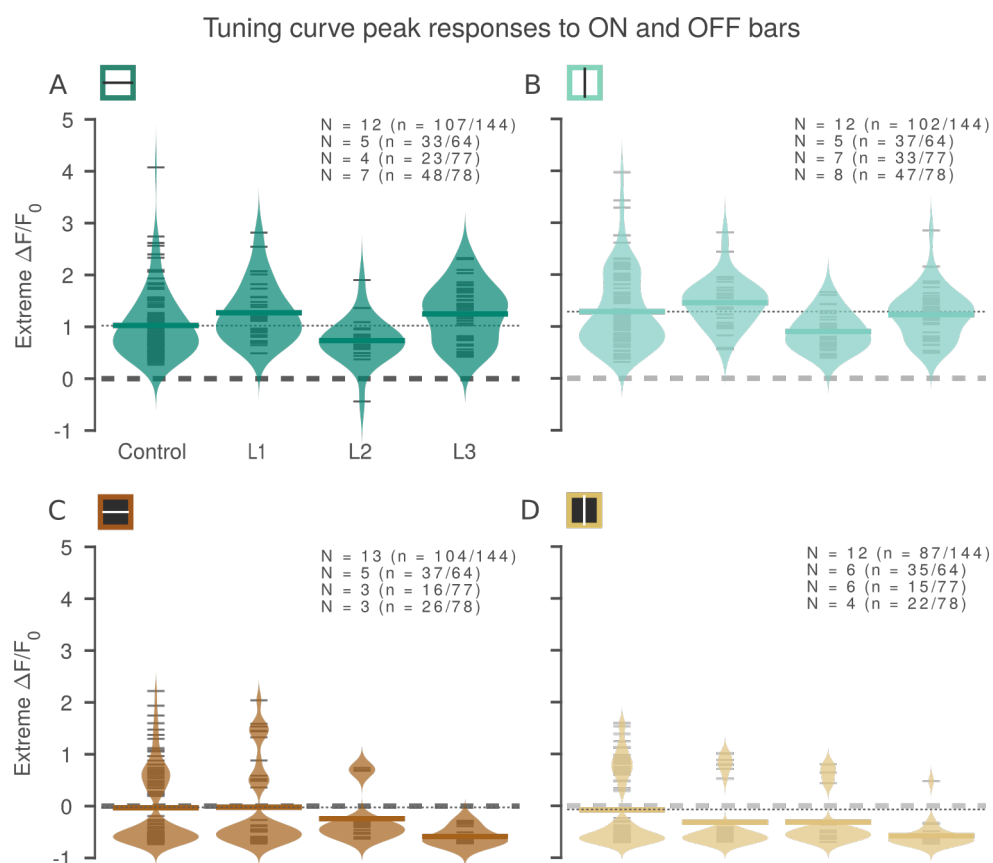 Tuning curve peak responses to ON and OFF bars
A
B
N = 12 (n = 107/144)
N = 5 (n = 33/64)
N = 4 (n = 23/77)
N = 7 (n = 48/78)
N = 12 (n = 102/144)
N = 5 (n = 37/64)
N = 7 (n = 33/77)
N = 8 (n = 47/78)
Extreme ΔF/F0
5
4
3
2
1
0
-1
Control L1 L2 L3
C
D
N = 13 (n = 104/144)
N = 5 (n = 37/64)
N = 3 (n = 16/77)
N = 3 (n = 26/78)
N = 12 (n = 87/144)
N = 6 (n = 35/64)
N = 6 (n = 15/77)
N = 4 (n = 22/78)
Extreme ΔF/F0
5
4
3
2
1
0
-1